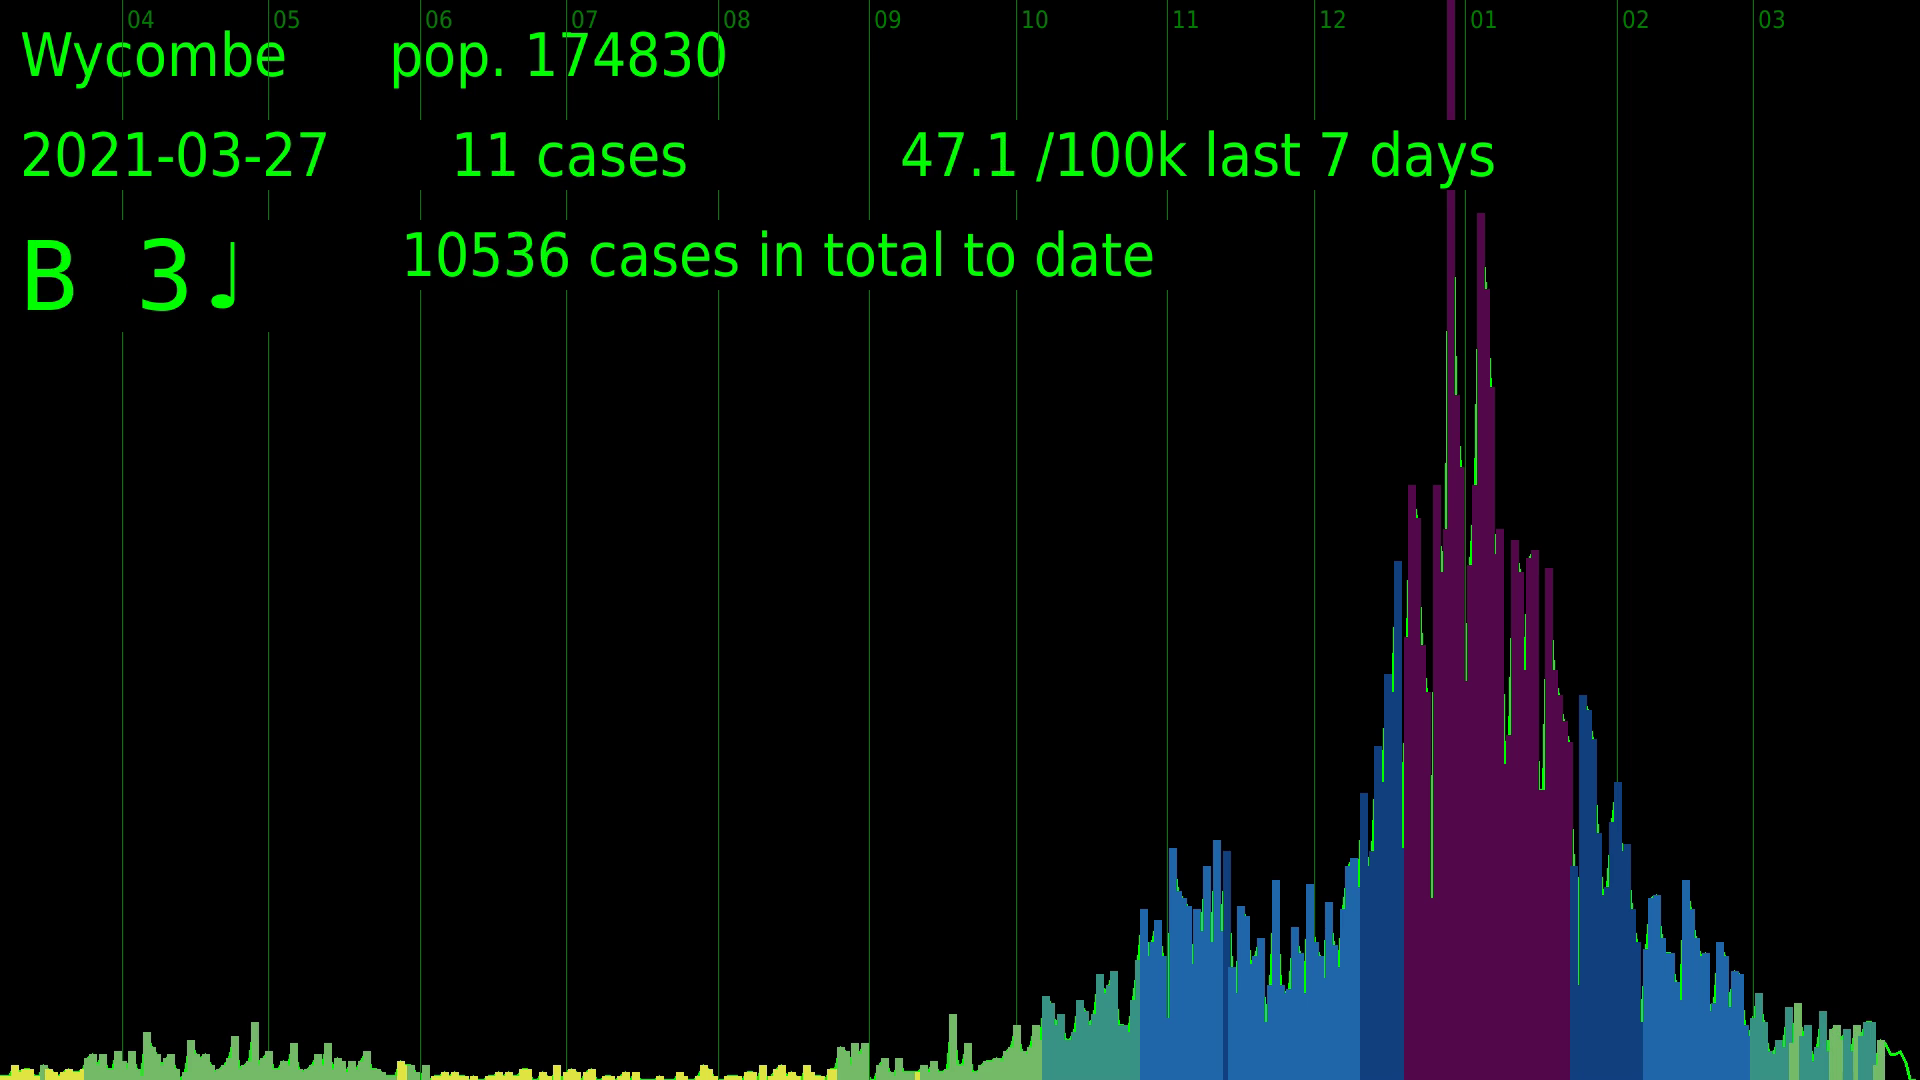 04 05 06 07 08 09 10 11 12 01 02 03
Wycombe pop. 174830
2021-03-27 11 cases 47.1 /100k last 7 days
B 3♩ 10536 cases in total to date